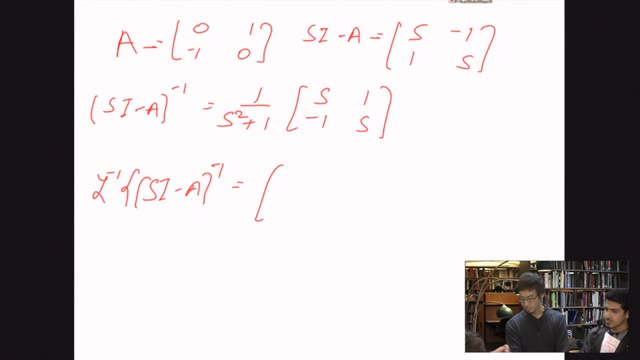 A = [0 1; -1 0] SI - A = [S -1; 1 S]
(SI - A)^-1 = 1/(S^2+1) [S 1; -1 S]
L^-1{(SI - A)^-1 = [